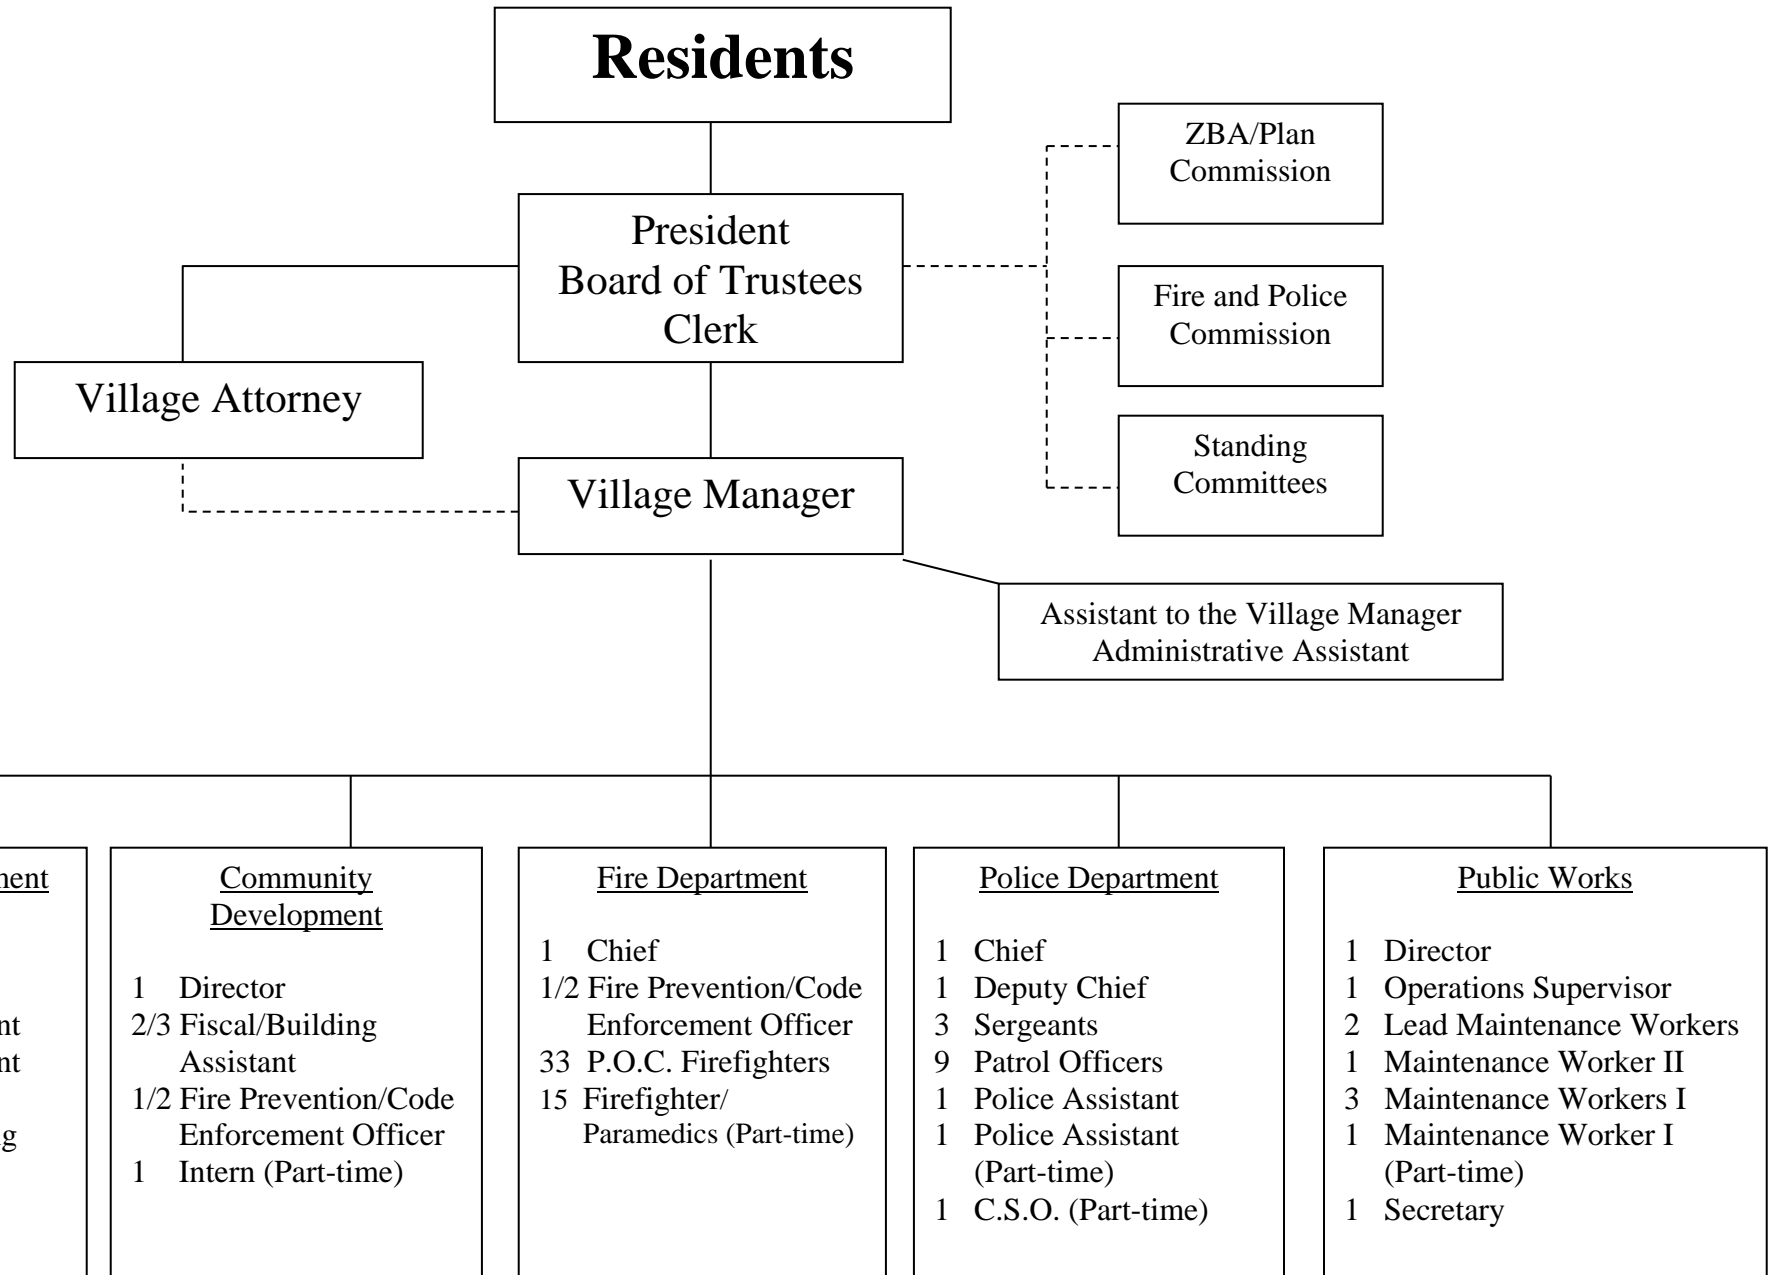 Residents
ZBA/Plan
Commission
President
Board of Trustees
Clerk
Fire and Police
Commission
Village Attorney
Standing
Committees
Village Manager
Assistant to the Village Manager
Administrative Assistant
Community
Development
1 Director
2/3 Fiscal/Building
Assistant
1/2 Fire Prevention/Code
Enforcement Officer
1 Intern (Part-time)
Fire Department
1 Chief
1/2 Fire Prevention/Code
Enforcement Officer
33 P.O.C. Firefighters
15 Firefighter/
Paramedics (Part-time)
Police Department
1 Chief
1 Deputy Chief
3 Sergeants
9 Patrol Officers
1 Police Assistant
1 Police Assistant
(Part-time)
1 C.S.O. (Part-time)
Public Works
1 Director
1 Operations Supervisor
2 Lead Maintenance Workers
1 Maintenance Worker II
3 Maintenance Workers I
1 Maintenance Worker I
(Part-time)
1 Secretary